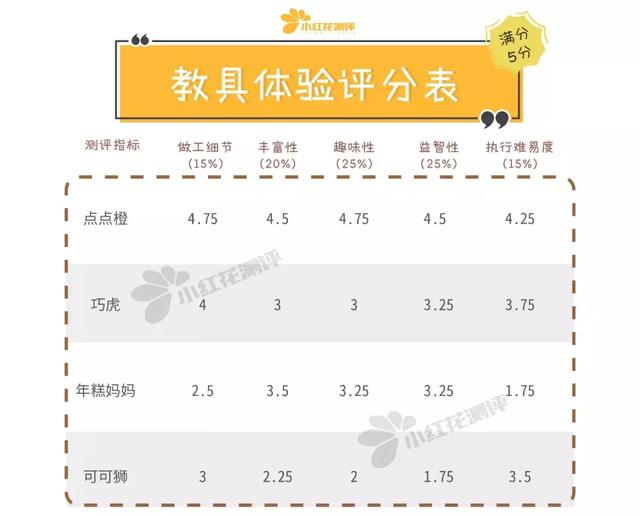 小红花测评
满分
5分
教具体验评分表
测评指标 做工细节 丰富性 趣味性 益智性 执行难易度
(15%) (20%) (25%) (25%) (15%)
点点橙 4.75 4.5 4.75 4.5 4.25
小红花测评
巧虎 4 3 3 3.25 3.75
年糕妈妈 2.5 3.5 3.25 3.25 1.75
小红花测评
可可狮 3 2.25 2 1.75 3.5